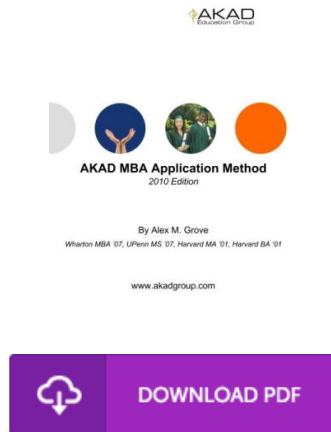 AKAD
Education Group
AKAD MBA Application Method
2010 Edition
By Alex M. Grove
Wharton MBA '07, UPenn MS '07, Harvard MA '01, Harvard BA '01
www.akadgroup.com
DOWNLOAD PDF